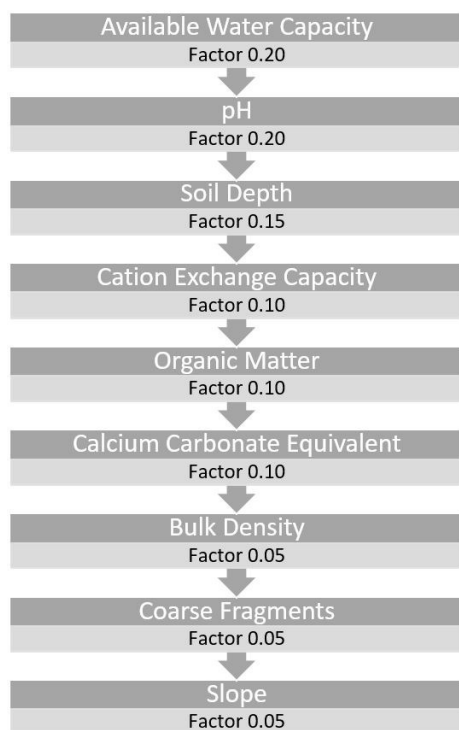 Available Water Capacity
Factor 0.20
pH
Factor 0.20
Soil Depth
Factor 0.15
Cation Exchange Capacity
Factor 0.10
Organic Matter
Factor 0.10
Calcium Carbonate Equivalent
Factor 0.10
Bulk Density
Factor 0.05
Coarse Fragments
Factor 0.05
Slope
Factor 0.05